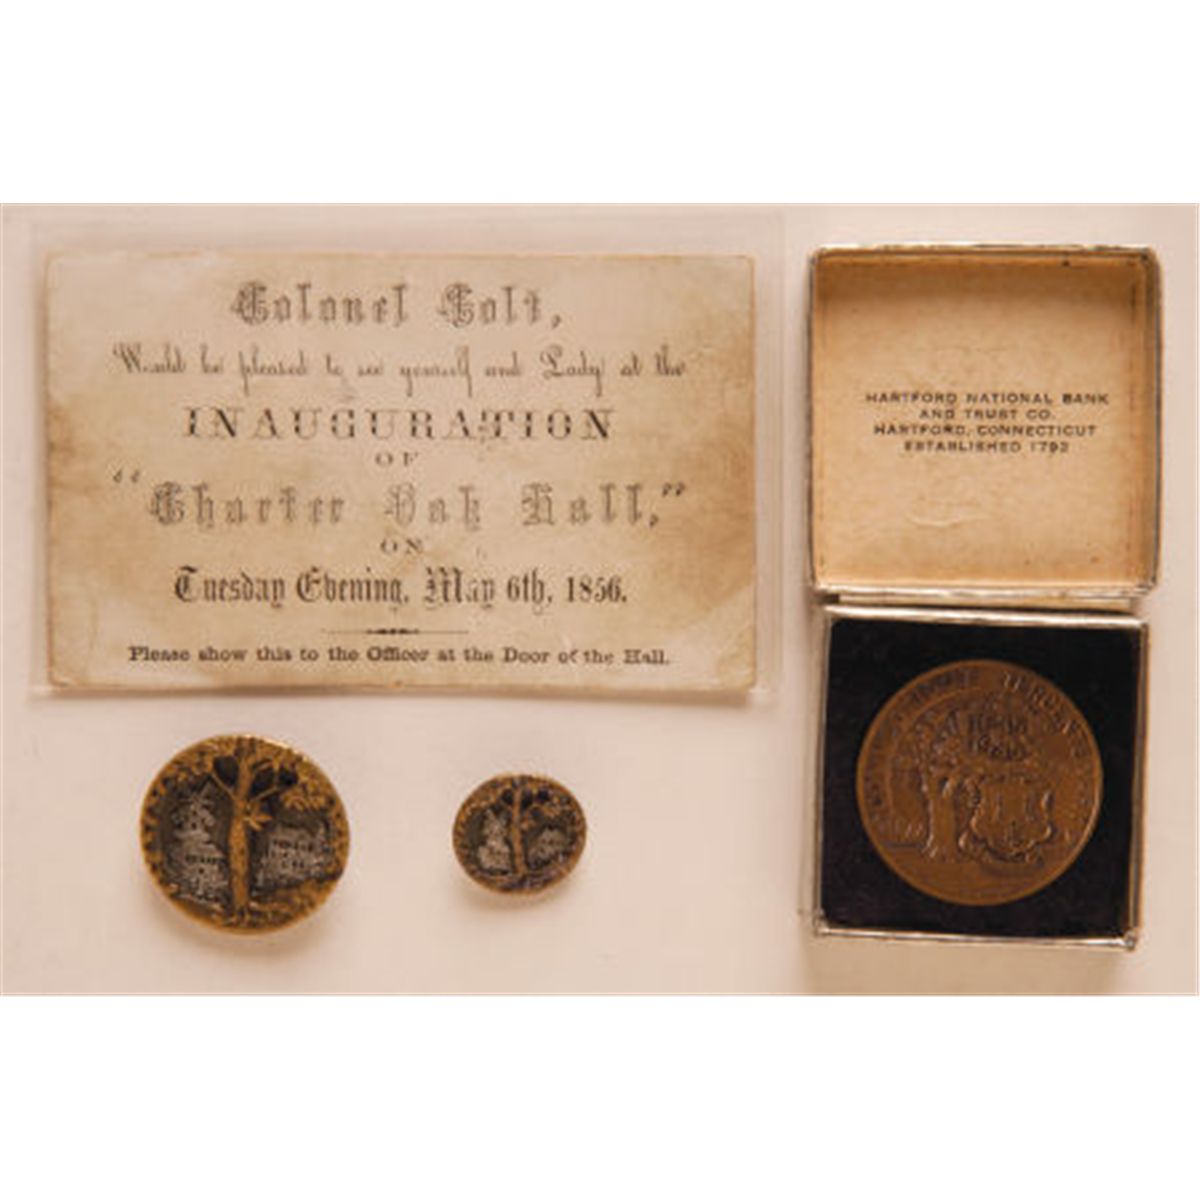 Colonel Colt,
Would be pleased to see yourself and Lady at the
INAUGURATION
OF
"Charter Oak Hall,"
ON
Tuesday Evening, May 6th, 1856.
Please show this to the Officer at the Door of the Hall.
HARTFORD NATIONAL BANK
AND TRUST CO.
HARTFORD, CONNECTICUT
ESTABLISHED 1792